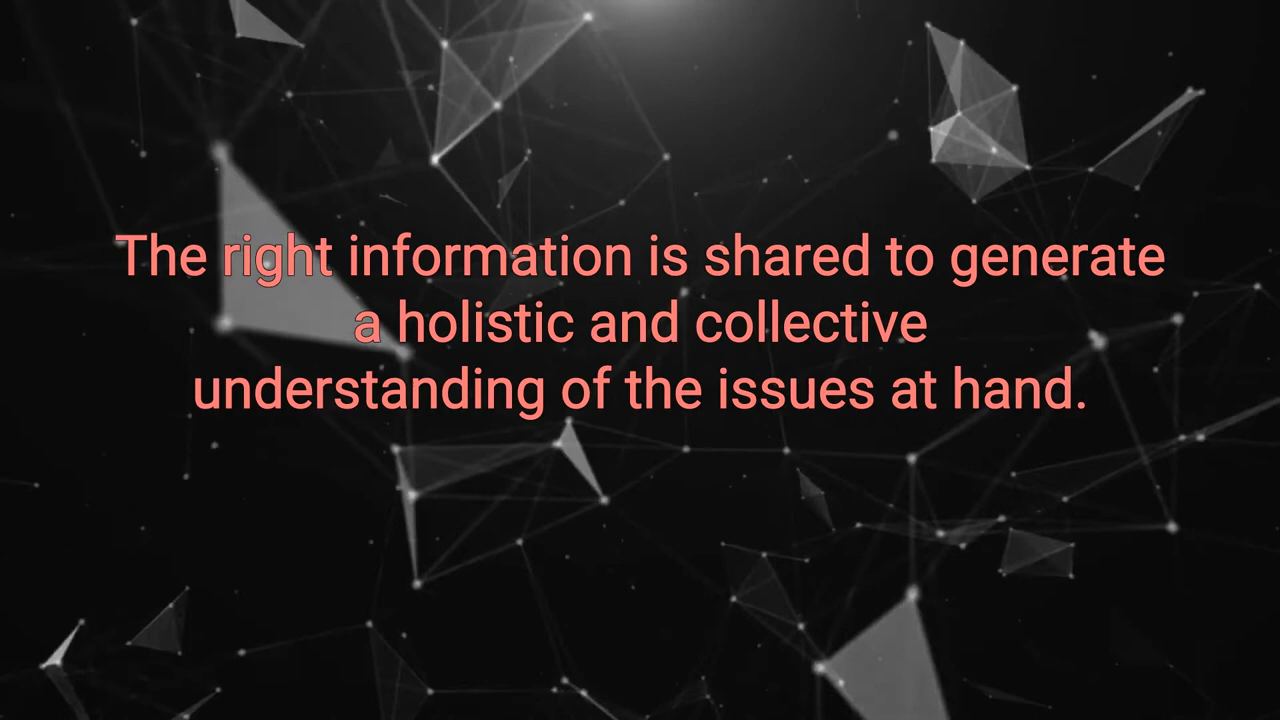 The right information is shared to generate
a holistic and collective
understanding of the issues at hand.